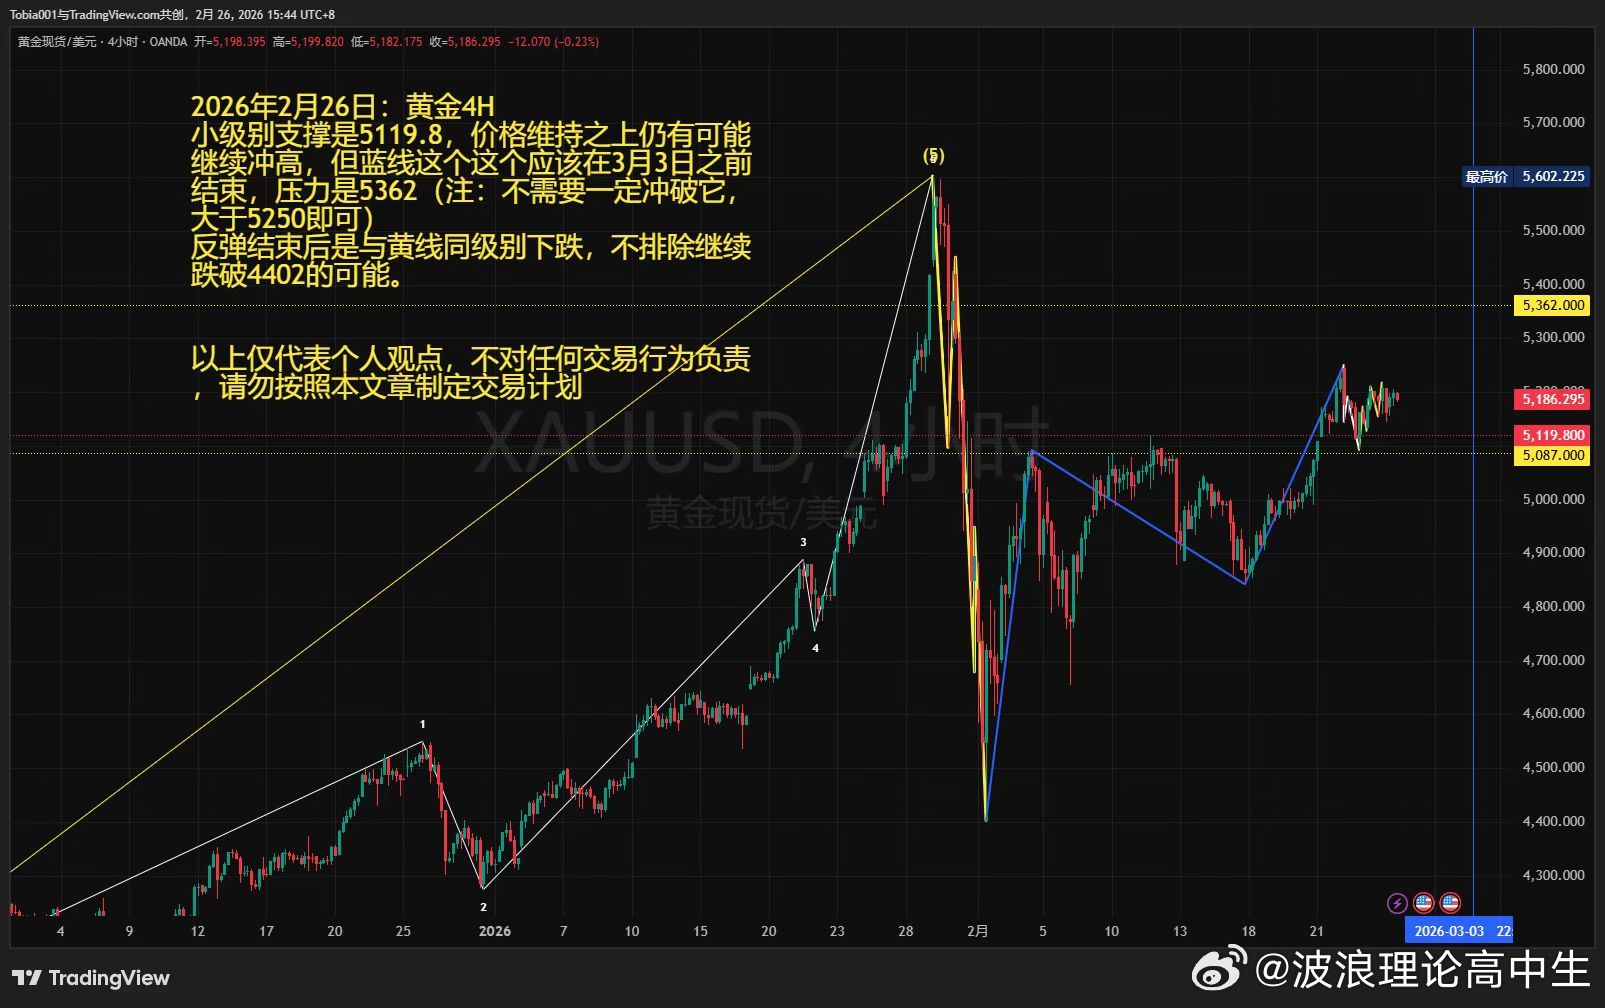 Tobia001与TradingView.com共创，2月 26, 2026 15:44 UTC+8
黄金现货/美元 · 4小时 · OANDA 开=5,198.395 高=5,199.820 低=5,182.175 收=5,186.295 −12.070 (−0.23%)
2026年2月26日：黄金4H
小级别支撑是5119.8，价格维持之上仍有可能
继续冲高，但蓝线这个这个应该在3月3日之前
结束，压力是5362（注：不需要一定冲破它，
大于5250即可）
反弹结束后是与黄线同级别下跌，不排除继续
跌破4402的可能。
以上仅代表个人观点，不对任何交易行为负责
，请勿按照本文章制定交易计划
(5)
XAUUSD, 4小时
黄金现货/美元
3
4
1
2
5,800.000
5,700.000
最高价 5,602.225
5,500.000
5,400.000
5,362.000
5,300.000
5,186.295
5,119.800
5,087.000
5,000.000
4,900.000
4,800.000
4,700.000
4,600.000
4,500.000
4,400.000
4,300.000
4 9 12 17 20 25 2026 7 10 15 20 23 28 2月 5 10 13 18 21 2026-03-03
TradingView
@波浪理论高中生